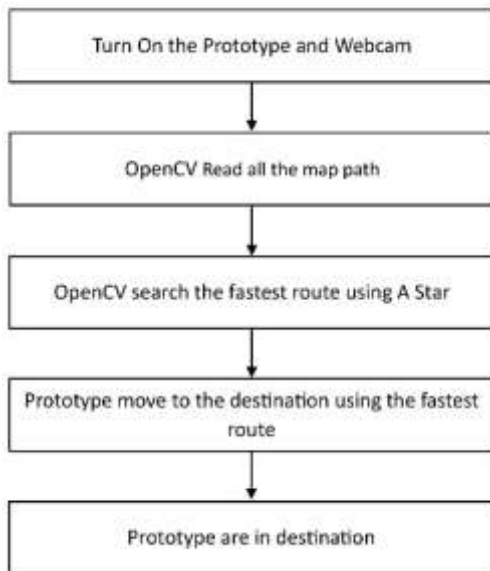 Turn On the Prototype and Webcam
OpenCV Read all the map path
OpenCV search the fastest route using A Star
Prototype move to the destination using the fastest
route
Prototype are in destination